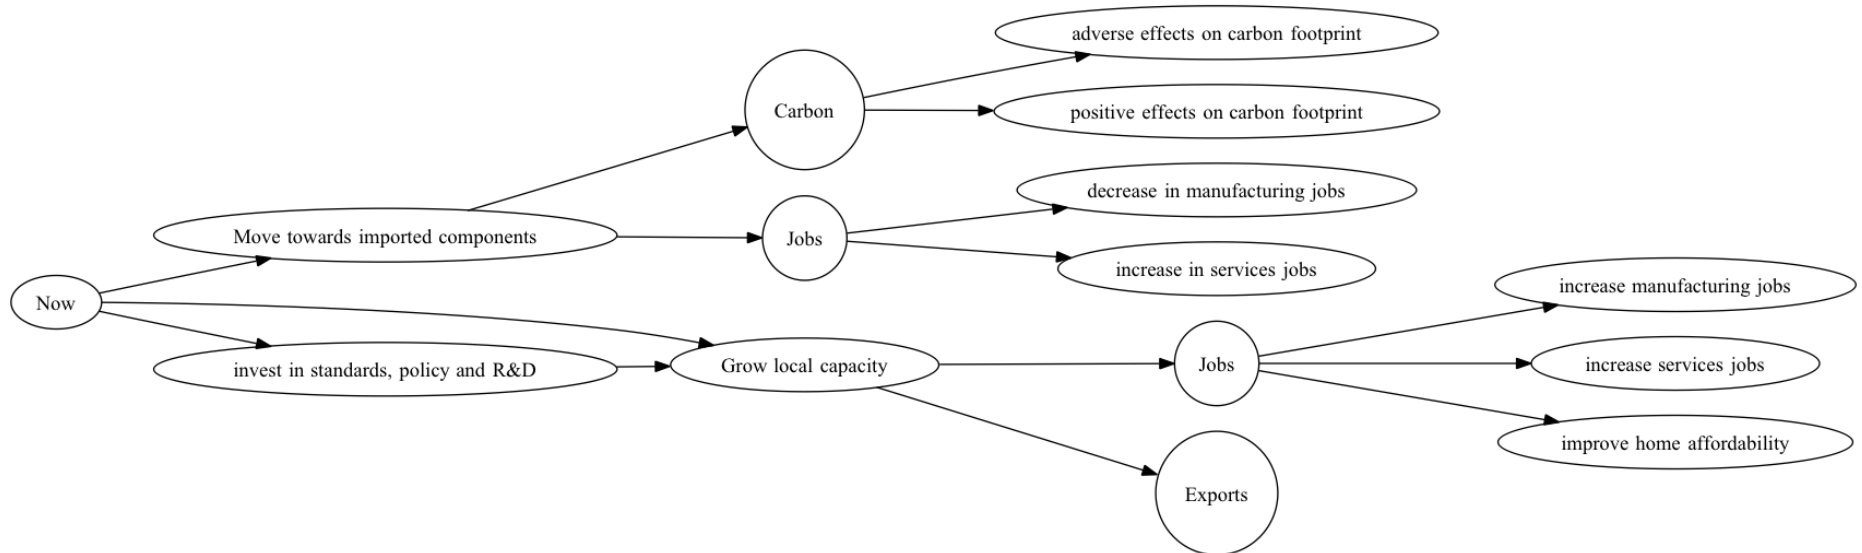 adverse effects on carbon footprint
Carbon
positive effects on carbon footprint
decrease in manufacturing jobs
Move towards imported components
Jobs
increase in services jobs
increase manufacturing jobs
Now
invest in standards, policy and R&D
Grow local capacity
Jobs
increase services jobs
improve home affordability
Exports